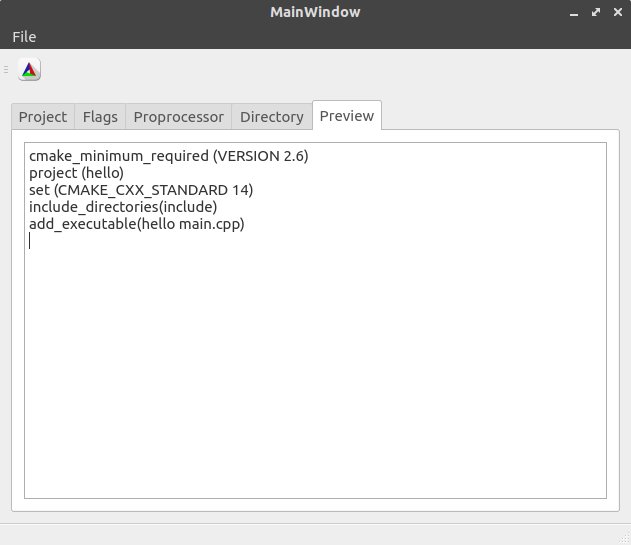 MainWindow
File
Project Flags Proprocessor Directory Preview
cmake_minimum_required (VERSION 2.6)
project (hello)
set (CMAKE_CXX_STANDARD 14)
include_directories(include)
add_executable(hello main.cpp)